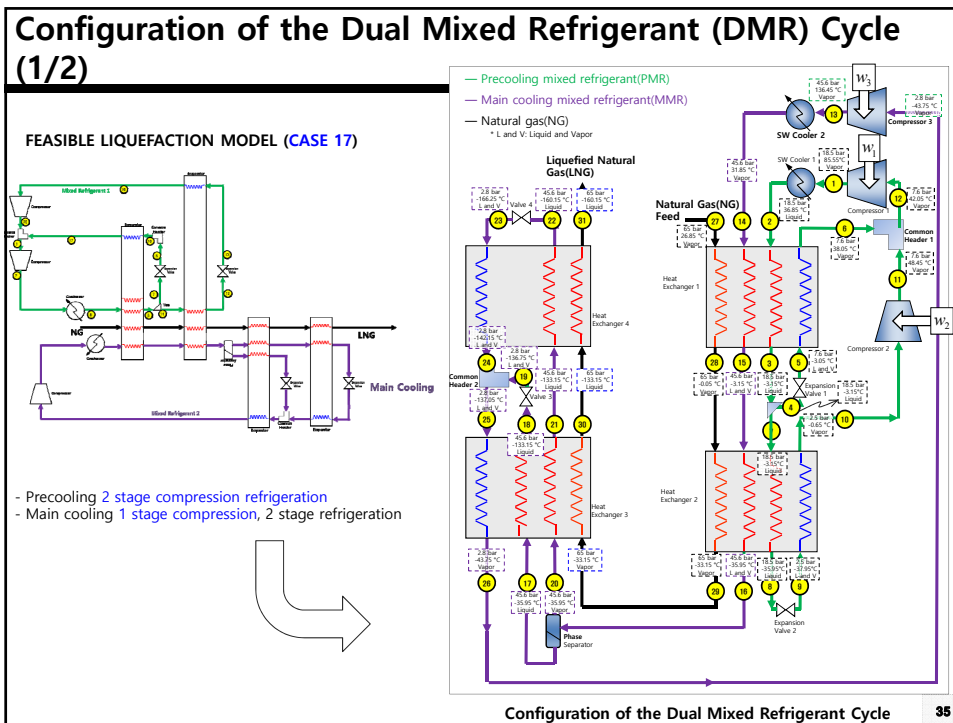 Configuration of the Dual Mixed Refrigerant (DMR) Cycle
(1/2)
FEASIBLE LIQUEFACTION MODEL (CASE 17)
Mixed Refrigerant 1
NG
LNG
Main Cooling
Mixed Refrigerant 2
- Precooling 2 stage compression refrigeration
- Main cooling 1 stage compression, 2 stage refrigeration
— Precooling mixed refrigerant(PMR)
— Main cooling mixed refrigerant(MMR)
— Natural gas(NG)
* L and V: Liquid and Vapor
45.6 bar
136.45 °C
Vapor
W3
2.8 bar
-43.75 °C
Vapor
13
Compressor 3
SW Cooler 2
W1
18.5 bar
85.55°C
Vapor
SW Cooler 1
1
12
7.6 bar
42.05 °C
Vapor
Compressor 1
Liquefied Natural
Gas(LNG)
45.6 bar
31.85 °C
Vapor
18.5 bar
36.85 °C
Liquid
2.8 bar
-166.25 °C
L and V
Valve 4
45.6 bar
-160.15 °C
Liquid
65 bar
-160.15 °C
Liquid
23
22
31
Natural Gas(NG)
Feed
27
14
2
6
Common
Header 1
65 bar
26.85 °C
Vapor
7.6 bar
38.05 °C
Vapor
7.6 bar
48.45 °C
Vapor
11
Heat
Exchanger 1
Heat
Exchanger 4
W2
Compressor 2
2.8 bar
-142.15 °C
L and V
2.8 bar
-136.75 °C
L and V
24
19
Common
Header 2
45.6 bar
-133.15 °C
Liquid
65 bar
-133.15 °C
Liquid
Valve 3
2.8 bar
-137.05 °C
L and V
25
18
21
30
45.6 bar
-133.15 °C
Liquid
28
15
3
5
7.6 bar
-3.05 °C
L and V
65 bar
-0.05 °C
Vapor
45.6 bar
-3.15 °C
Vapor
18.5 bar
-3.15°C
Liquid
Expansion
Valve 1
18.5 bar
-3.15 °C
Liquid
4
7
2.5 bar
-0.65 °C
Vapor
10
18.5 bar
-3.15°C
Liquid
Heat
Exchanger 2
Heat
Exchanger 3
2.8 bar
-43.75 °C
Vapor
65 bar
-33.15 °C
Vapor
65 bar
-33.15 °C
Vapor
45.6 bar
-35.95 °C
L and V
18.5 bar
-35.95°C
Liquid
2.5 bar
-37.95°C
L and V
26
17
20
29
16
8
9
45.6 bar
-35.95 °C
Liquid
45.6 bar
-35.95 °C
Vapor
Expansion
Valve 2
Phase
Separator
Configuration of the Dual Mixed Refrigerant Cycle
35